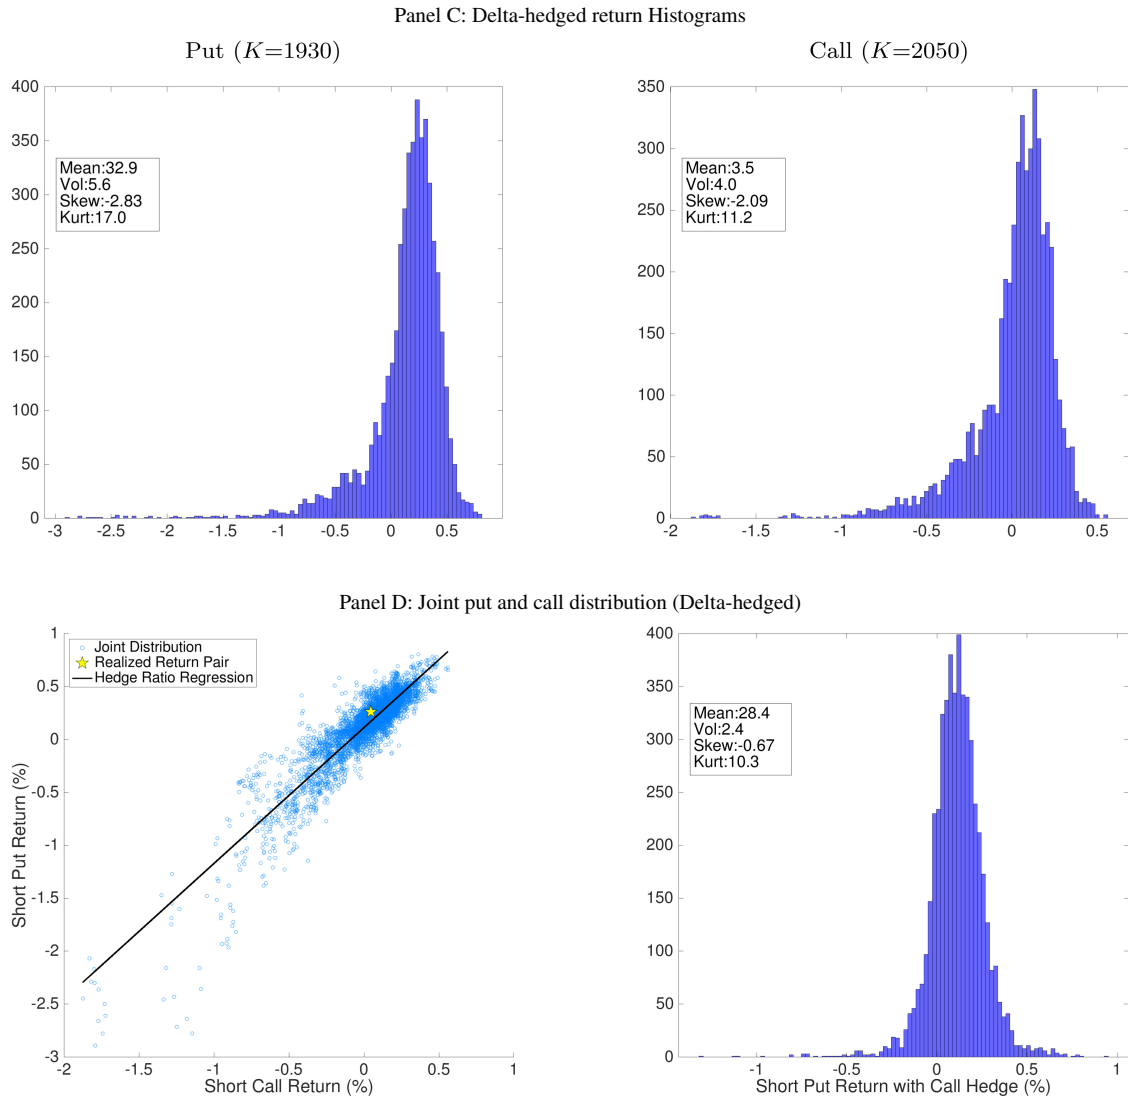 Panel C: Delta-hedged return Histograms
Put (K=1930)
Call (K=2050)
400
350
300
250
200
150
100
50
0
-3
-2.5
-2
-1.5
-1
-0.5
0
0.5
Mean:32.9
Vol:5.6
Skew:-2.83
Kurt:17.0
350
300
250
200
150
100
50
0
-2
-1.5
-1
-0.5
0
0.5
Mean:3.5
Vol:4.0
Skew:-2.09
Kurt:11.2
Panel D: Joint put and call distribution (Delta-hedged)
Joint Distribution
Realized Return Pair
Hedge Ratio Regression
1
0.5
0
-0.5
-1
-1.5
-2
-2.5
-3
Short Put Return (%)
-2
-1.5
-1
-0.5
0
0.5
1
Short Call Return (%)
400
350
300
250
200
150
100
50
0
Mean:28.4
Vol:2.4
Skew:-0.67
Kurt:10.3
-1
-0.5
0
0.5
1
Short Put Return with Call Hedge (%)